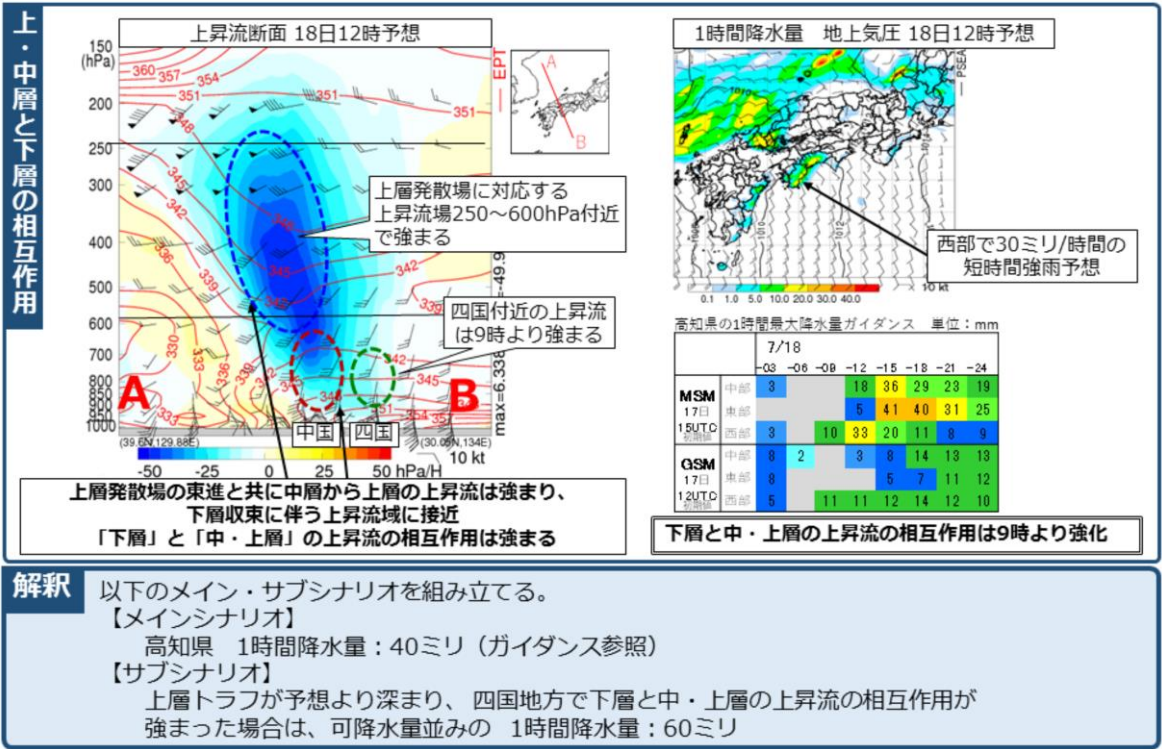 上・中層と下層の相互作用
上昇流断面 18日12時予想
150
(hPa)
200
250
300
400
500
600
700
800
850
900
950
1000
360
357
354
351
351
348
345
342
336
339
345
342
342
339
330
333
333
336
342
345
351
354
357
EPT
A
B
上層発散場に対応する
上昇流場250～600hPa付近
で強まる
四国付近の上昇流
は9時より強まる
A
B
中国
四国
(39.6N,129.88E)
(30.05N,134E)
10 kt
-50
-25
0
25
50
hPa/H
上層発散場の東進と共に中層から上層の上昇流は強まり、
下層収束に伴う上昇流域に接近
「下層」と「中・上層」の上昇流の相互作用は強まる
1時間降水量 地上気圧 18日12時予想
PSEA
1010
1010
1012
西部で30ミリ/時間の
短時間強雨予想
0.1 1.0 5.0 10.0 20.0 30.0 40.0
10 kt
高知県の1時間最大降水量ガイダンス 単位：mm
7/18
-03 -06 -09 -12 -15 -18 -21 -24
MSM
17日
15UTC
初期値
中部 3 18 36 29 23 19
東部 5 41 40 31 25
西部 3 10 33 20 11 8 9
GSM
17日
12UTC
初期値
中部 8 2 3 8 14 13 13
東部 8 5 7 11 12
西部 5 11 11 12 14 12 10
下層と中・上層の上昇流の相互作用は9時より強化
解釈
以下のメイン・サブシナリオを組み立てる。
【メインシナリオ】
高知県 1時間降水量：40ミリ（ガイダンス参照）
【サブシナリオ】
上層トラフが予想より深まり、 四国地方で下層と中・上層の上昇流の相互作用が
強まった場合は、可降水量並みの 1時間降水量：60ミリ